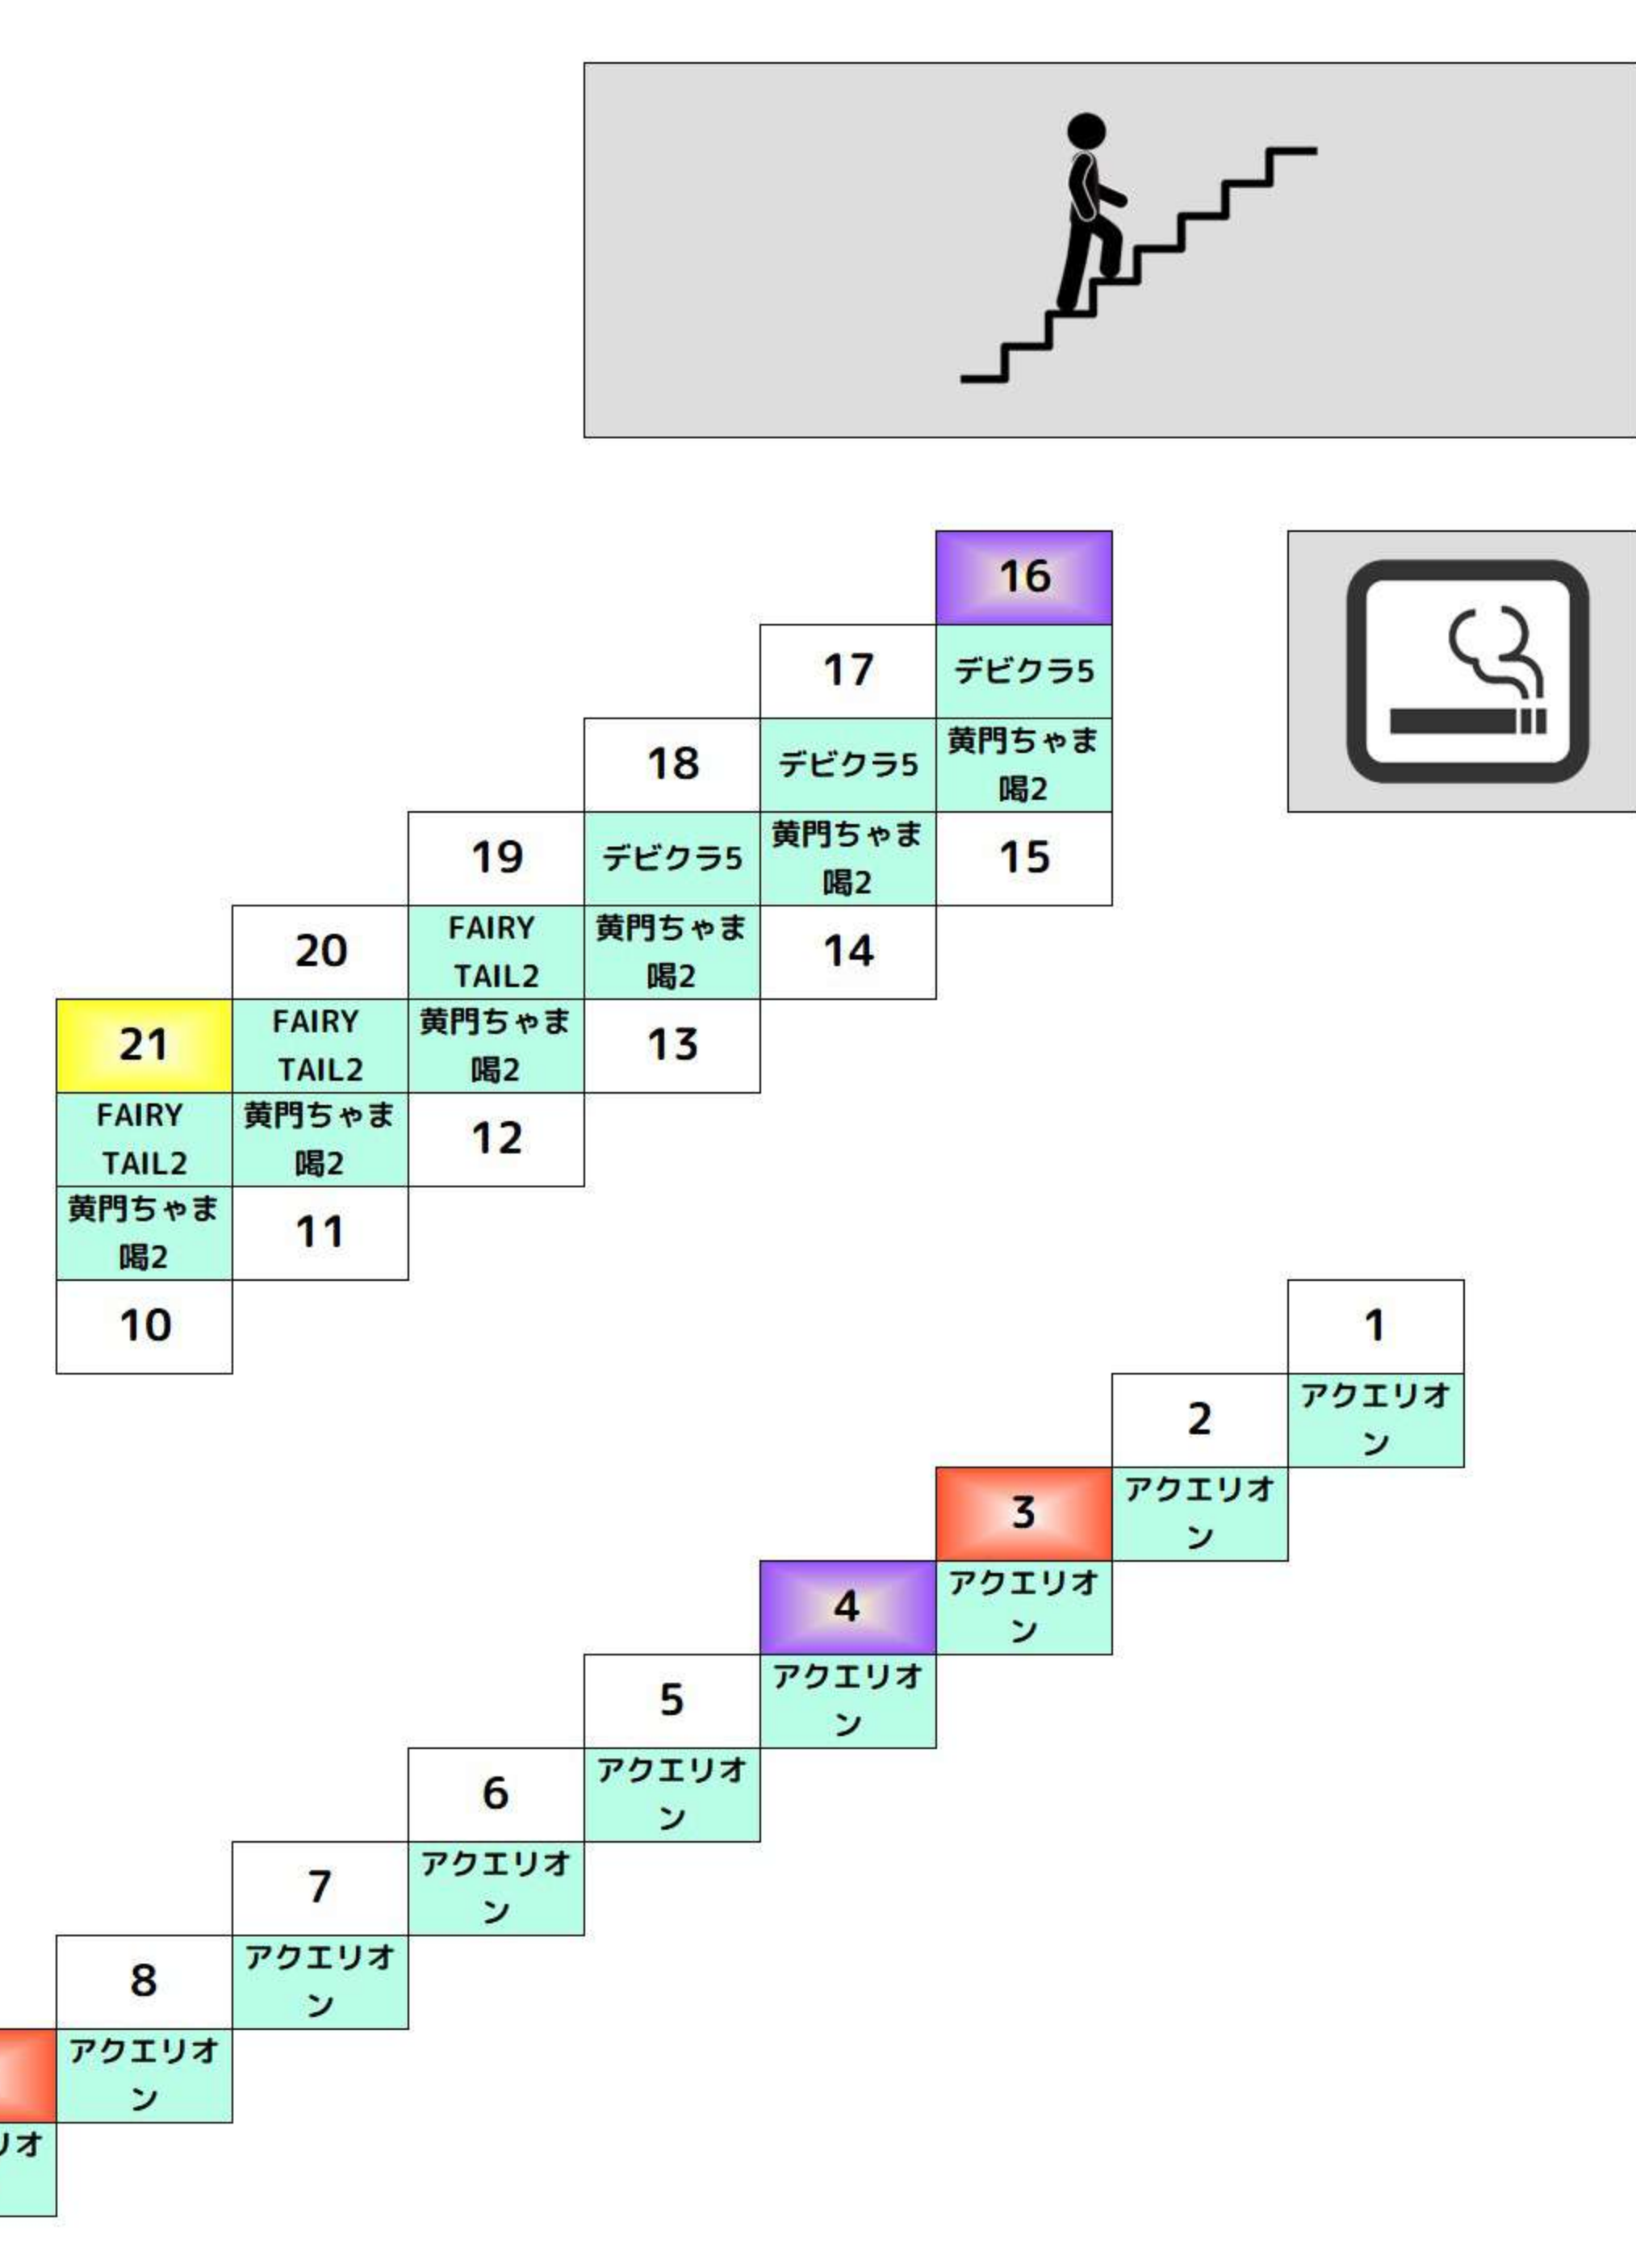 16
17
デビクラ5
18
デビクラ5
黄門ちゃま
喝2
19
デビクラ5
黄門ちゃま
喝2
15
20
FAIRY
TAIL2
黄門ちゃま
喝2
14
21
FAIRY
TAIL2
黄門ちゃま
喝2
13
FAIRY
TAIL2
黄門ちゃま
喝2
12
黄門ちゃま
喝2
11
10
1
2
アクエリオ
ン
3
アクエリオ
ン
4
アクエリオ
ン
5
アクエリオ
ン
6
アクエリオ
ン
7
アクエリオ
ン
8
アクエリオ
ン
アクエリオ
ン
リオ